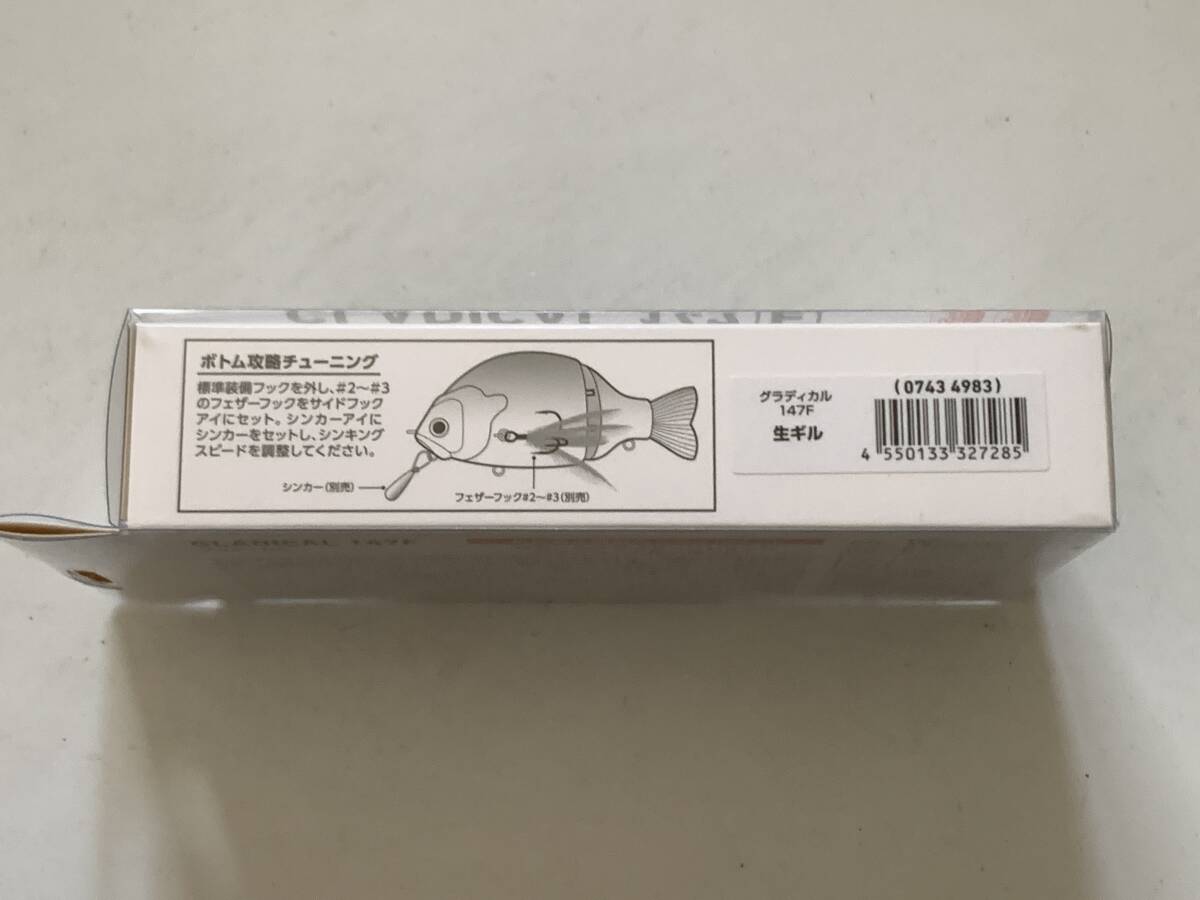 GLADICAL 147[F]
ボトム攻略チューニング
標準装備フックを外し、#2〜#3
のフェザーフックをサイドフック
アイにセット。シンカーアイに
シンカーをセットし、シンキング
スピードを調整してください。
シンカー(別売)
フェザーフック#2〜#3(別売)
グラディカル
147F
生ギル
(0743 4983)
4 550133 327285
GLADICAL 147F